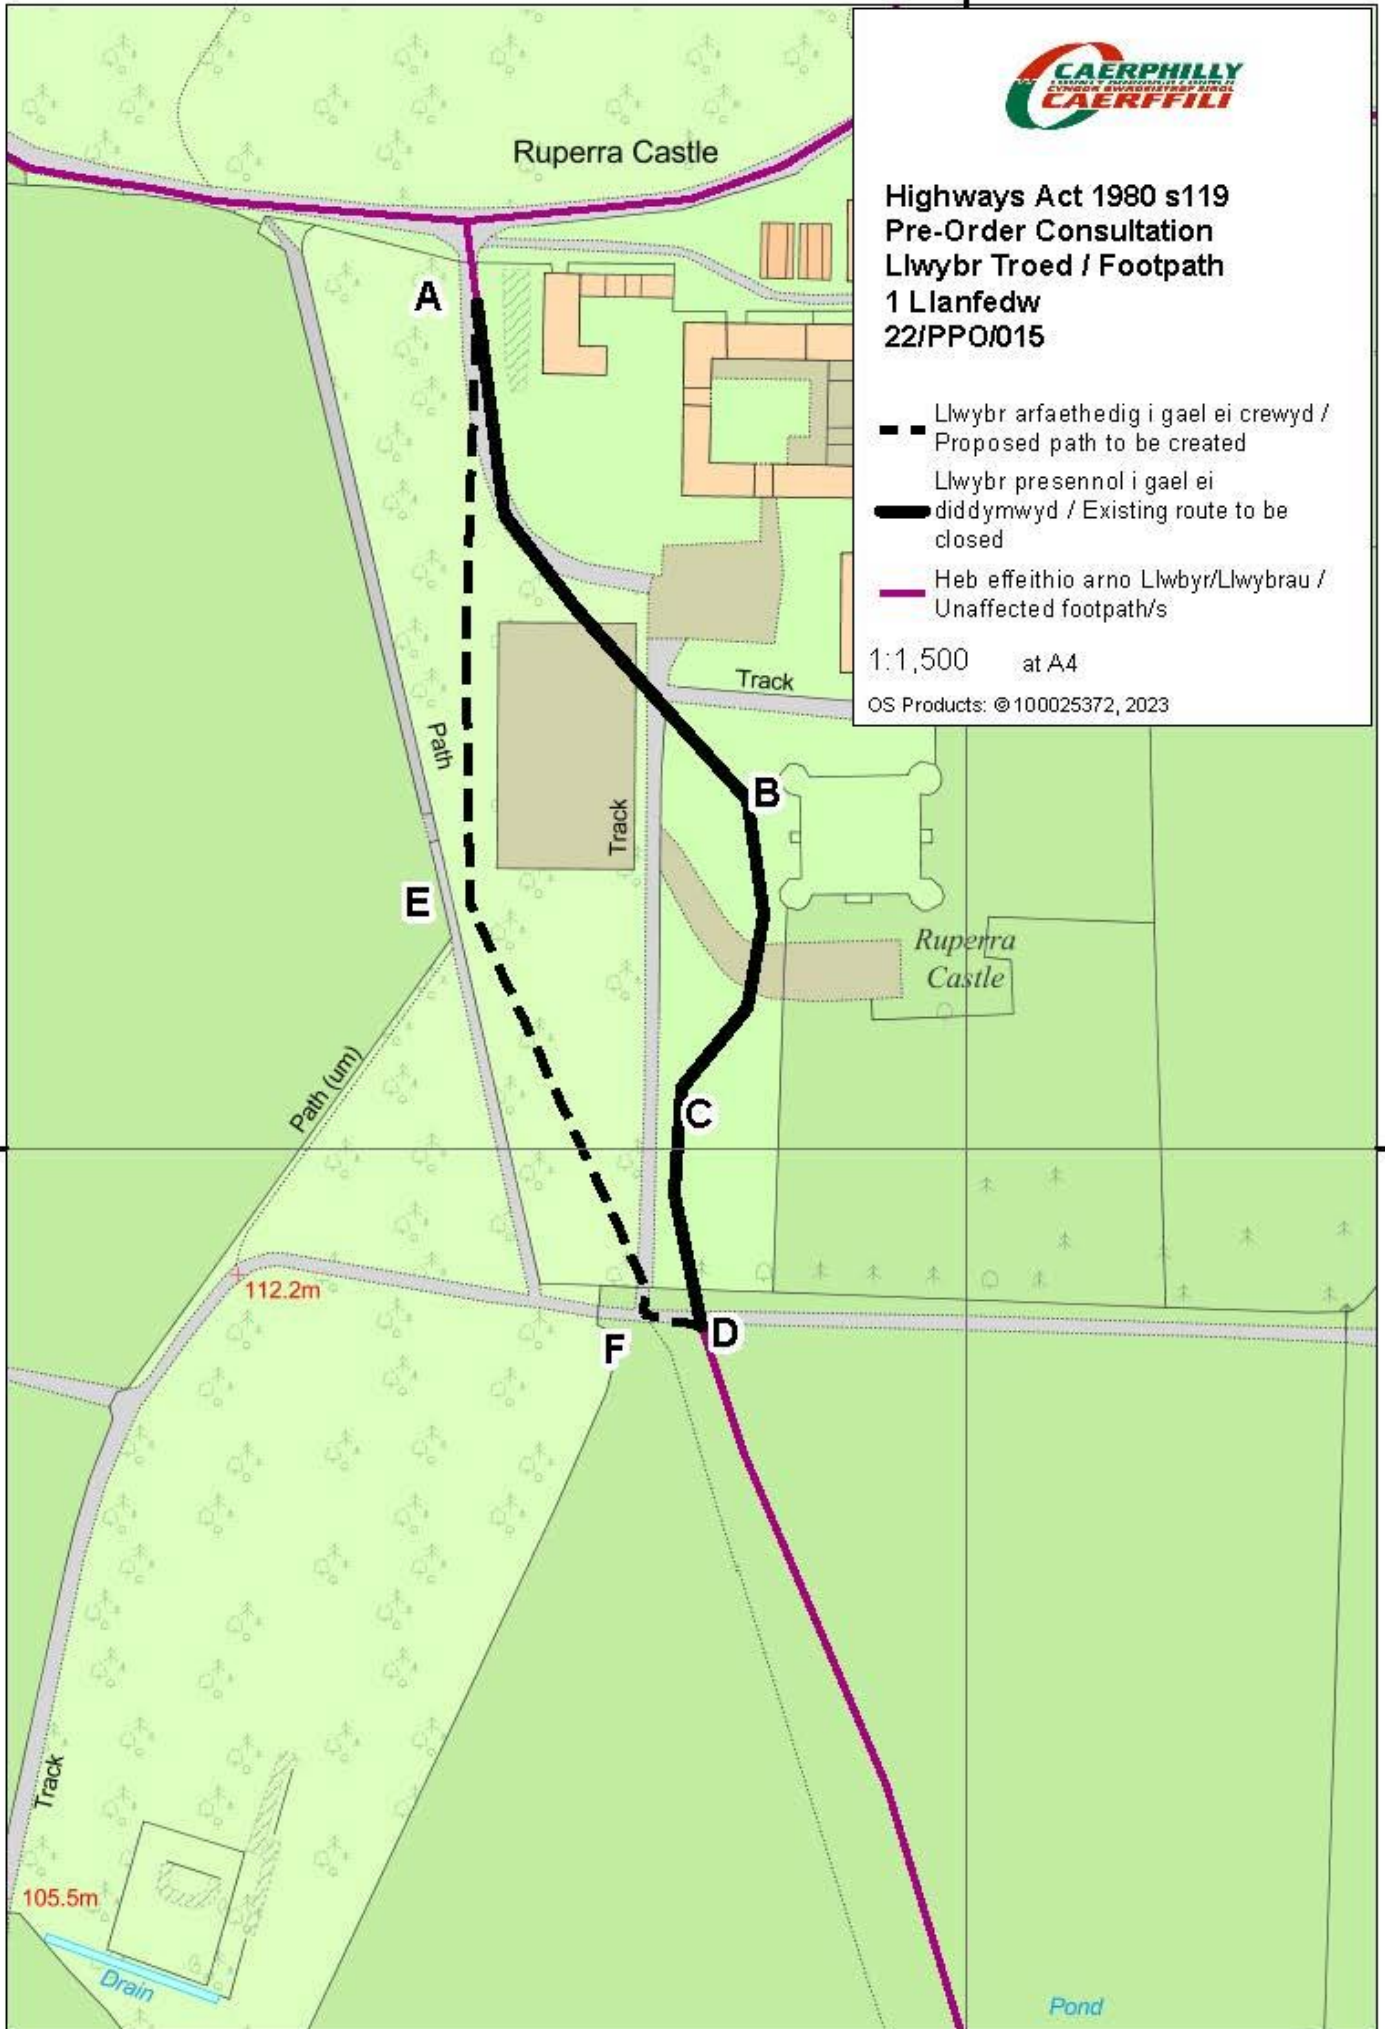 CAERPHILLY
CAERFFILI
Highways Act 1980 s119
Pre-Order Consultation
Llwybr Troed / Footpath
1 Llanfedw
22/PPO/015
Llwybr arfaethedig i gael ei crewyd /
Proposed path to be created
Llwybr presennol i gael ei
diddymwyd / Existing route to be
closed
Heb effeithio arno Llwbyr/Llwybrau /
Unaffected footpath/s
1:1,500 at A4
OS Products: © 100025372, 2023
Ruperra Castle
A
Track
Path
B
Track
E
Ruperra
Castle
Path (um)
C
112.2m
F
D
Track
105.5m
Drain
Pond